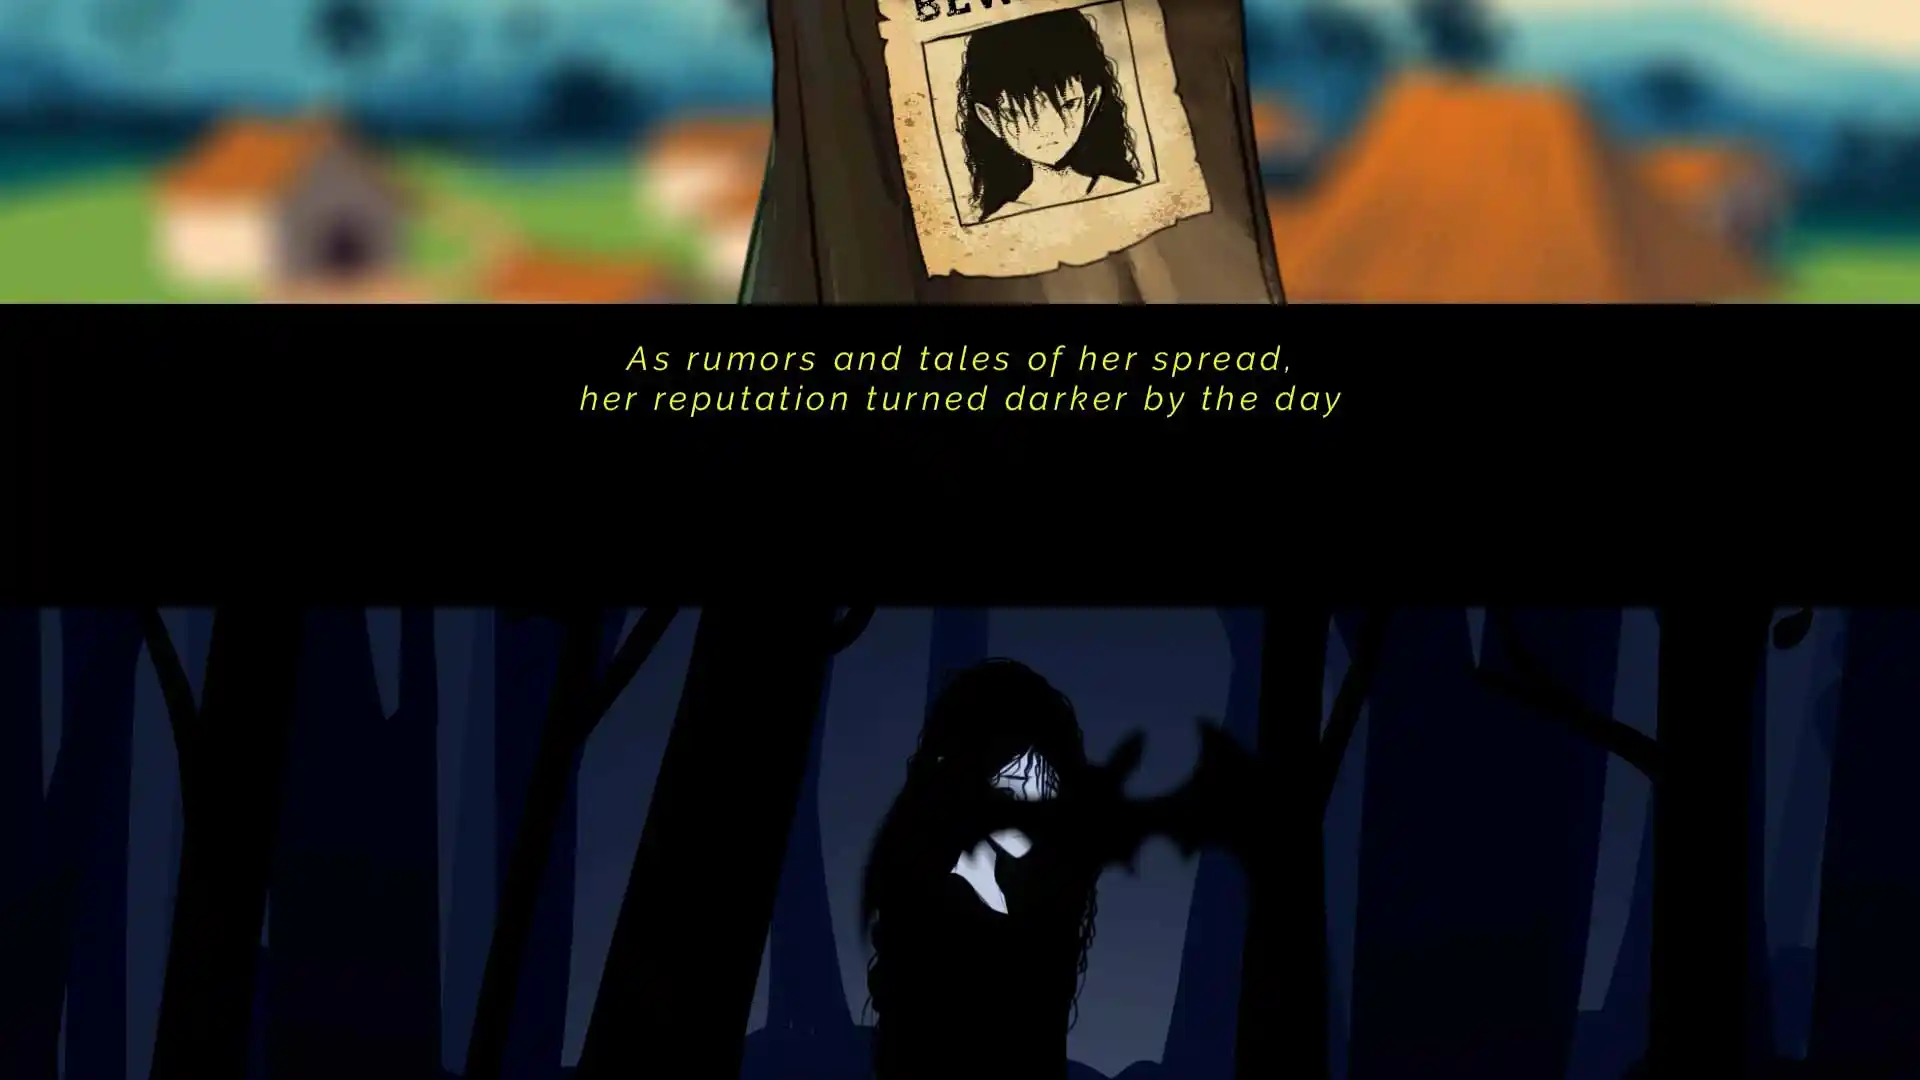 As rumors and tales of her spread,
her reputation turned darker by the day